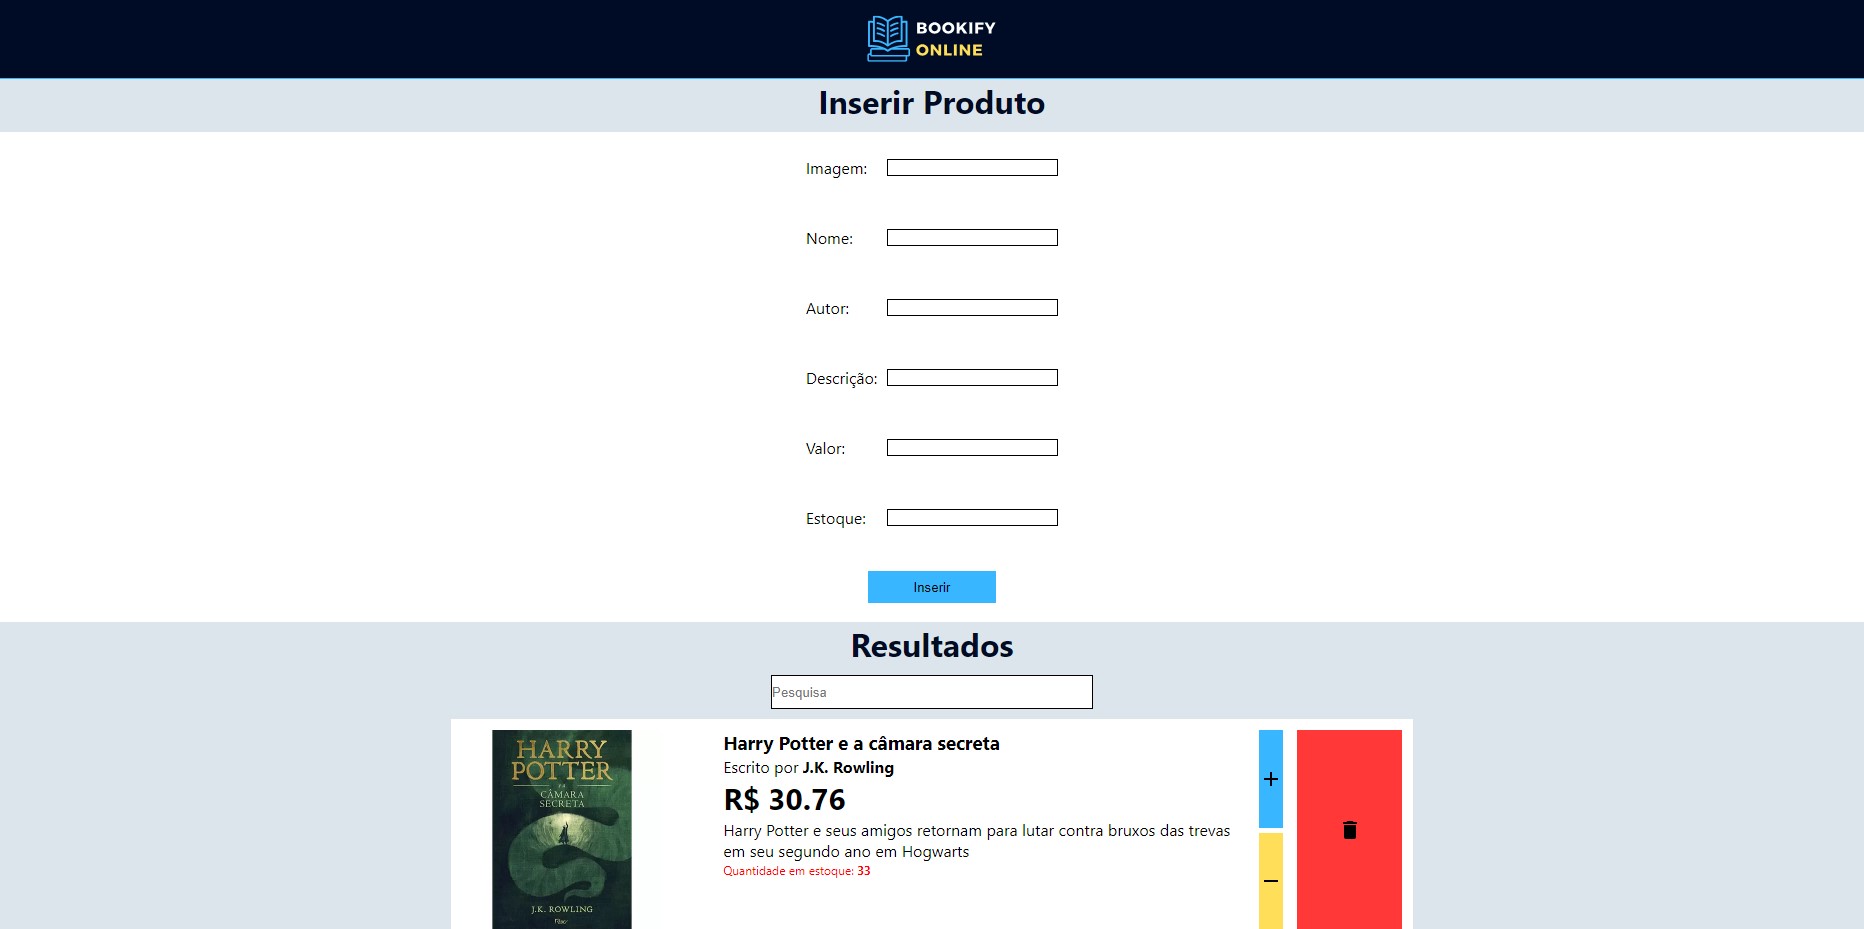 BOOKIFY
ONLINE
Inserir Produto
Imagem:
Nome:
Autor:
Descrição:
Valor:
Estoque:
Inserir
Resultados
Pesquisa
HARRY
POTTER
E A
CÂMARA
SECRETA
J.K. ROWLING
Harry Potter e a câmara secreta
Escrito por J.K. Rowling
R$ 30.76
Harry Potter e seus amigos retornam para lutar contra bruxos das trevas
em seu segundo ano em Hogwarts
Quantidade em estoque: 33